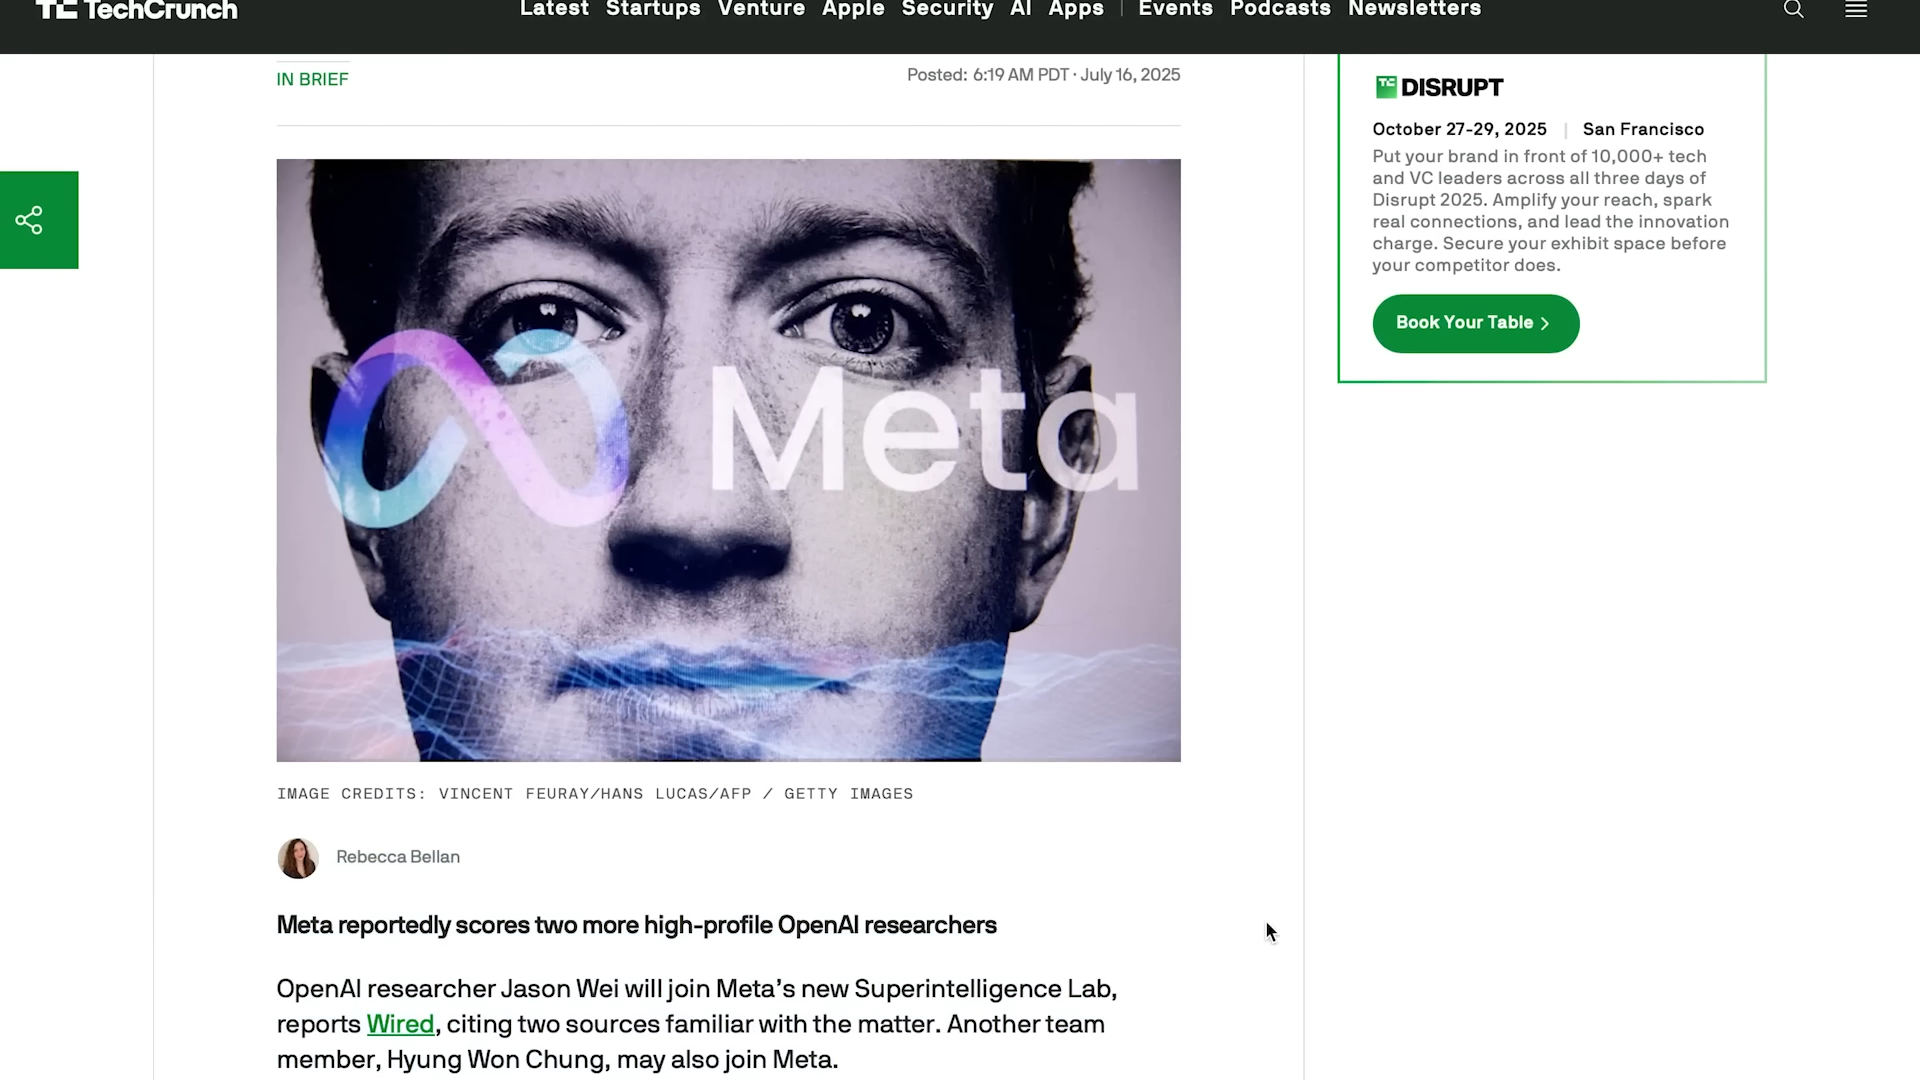 TechCrunch
Latest Startups Venture Apple Security AI Apps Events Podcasts Newsletters
IN BRIEF
Posted: 6:19 AM PDT · July 16, 2025
Meta
IMAGE CREDITS: VINCENT FEURAY/HANS LUCAS/AFP / GETTY IMAGES
Rebecca Bellan
Meta reportedly scores two more high-profile OpenAI researchers
OpenAI researcher Jason Wei will join Meta’s new Superintelligence Lab,
reports Wired, citing two sources familiar with the matter. Another team
member, Hyung Won Chung, may also join Meta.
TC DISRUPT
October 27-29, 2025 | San Francisco
Put your brand in front of 10,000+ tech
and VC leaders across all three days of
Disrupt 2025. Amplify your reach, spark
real connections, and lead the innovation
charge. Secure your exhibit space before
your competitor does.
Book Your Table